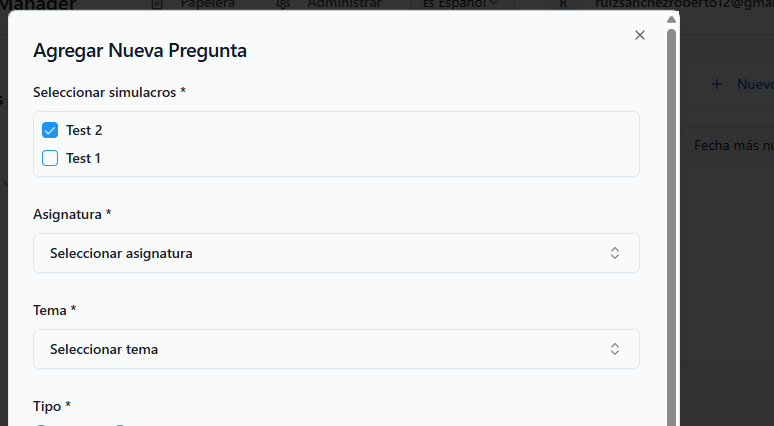 Manager Papelera Administrar Es Español R ruizsanchezroberto12@gma
Agregar Nueva Pregunta
Seleccionar simulacros *
+ Nuevo
Test 2
Test 1
Fecha más nu
Asignatura *
Seleccionar asignatura
Tema *
Seleccionar tema
Tipo *